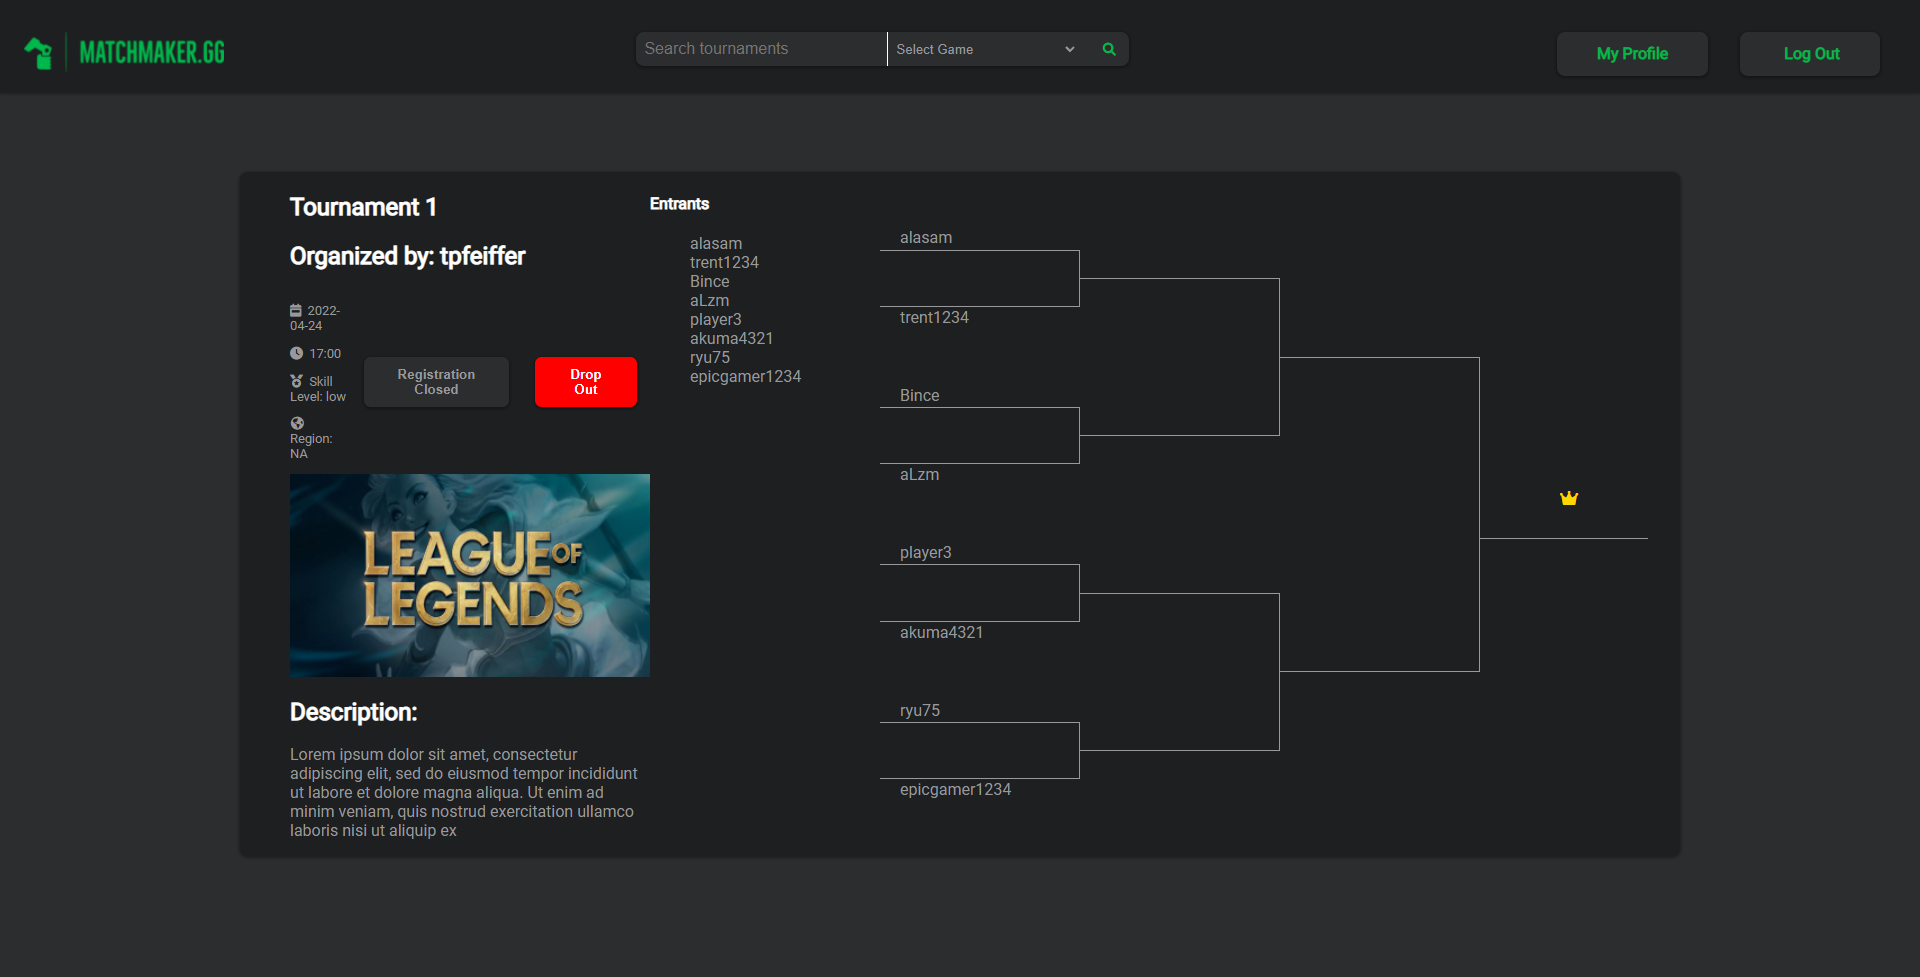 MATCHMAKER.GG
Search tournaments
Select Game
My Profile
Log Out
Tournament 1
Organized by: tpfeiffer
2022-
04-24
17:00
Skill
Level: low
Region:
NA
Registration
Closed
Drop
Out
LEAGUE OF
LEGENDS
Description:
Lorem ipsum dolor sit amet, consectetur
adipiscing elit, sed do eiusmod tempor incididunt
ut labore et dolore magna aliqua. Ut enim ad
minim veniam, quis nostrud exercitation ullamco
laboris nisi ut aliquip ex
Entrants
alasam
trent1234
Bince
aLzm
player3
akuma4321
ryu75
epicgamer1234
alasam
trent1234
Bince
aLzm
player3
akuma4321
ryu75
epicgamer1234